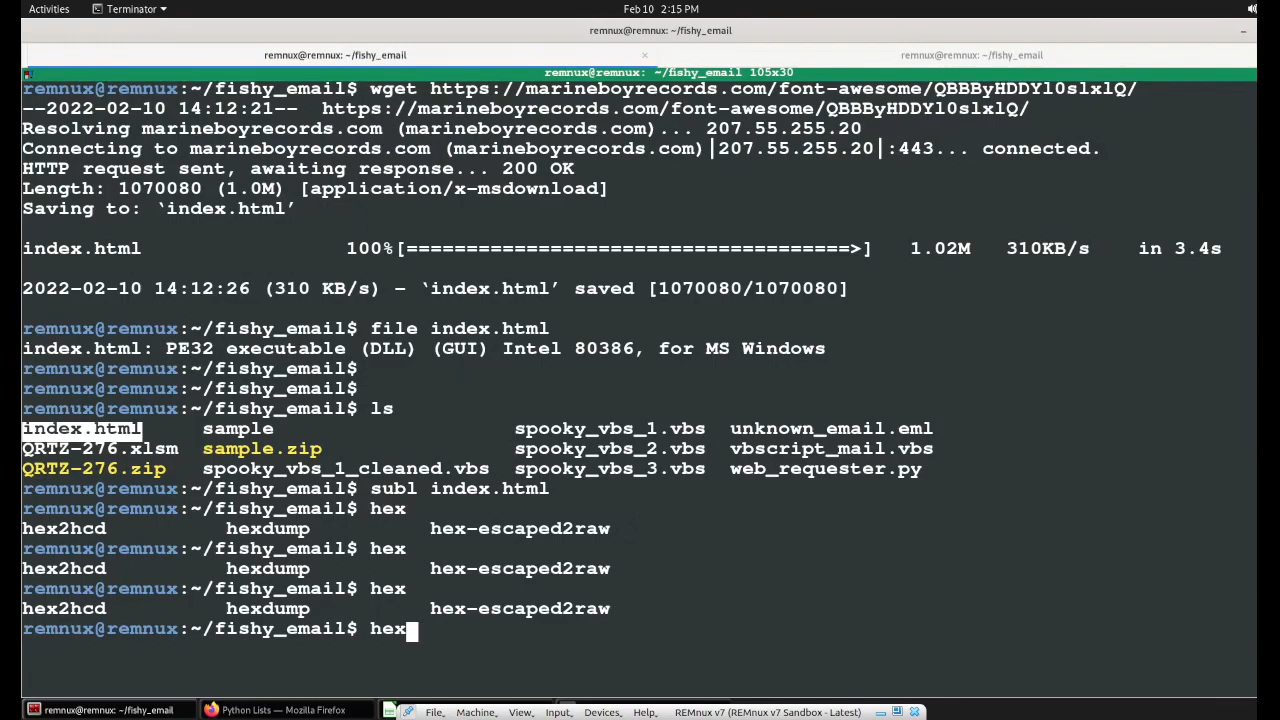 Activities Terminator Feb 10 2:15 PM
remnux@remnux: ~/fishy_email
remnux@remnux: ~/fishy_email × remnux@remnux: ~/fishy_email
remnux@remnux: ~/fishy_email 105x30
remnux@remnux:~/fishy_email$ wget https://marineboyrecords.com/font-awesome/QBBByHDDYl0slxlQ/
--2022-02-10 14:12:21-- https://marineboyrecords.com/font-awesome/QBBByHDDYl0slxlQ/
Resolving marineboyrecords.com (marineboyrecords.com)... 207.55.255.20
Connecting to marineboyrecords.com (marineboyrecords.com)|207.55.255.20|:443... connected.
HTTP request sent, awaiting response... 200 OK
Length: 1070080 (1.0M) [application/x-msdownload]
Saving to: ‘index.html’
index.html 100%[=====================================>] 1.02M 310KB/s in 3.4s
2022-02-10 14:12:26 (310 KB/s) - ‘index.html’ saved [1070080/1070080]
remnux@remnux:~/fishy_email$ file index.html
index.html: PE32 executable (DLL) (GUI) Intel 80386, for MS Windows
remnux@remnux:~/fishy_email$
remnux@remnux:~/fishy_email$
remnux@remnux:~/fishy_email$ ls
index.html sample spooky_vbs_1.vbs unknown_email.eml
QRTZ-276.xlsm sample.zip spooky_vbs_2.vbs vbscript_mail.vbs
QRTZ-276.zip spooky_vbs_1_cleaned.vbs spooky_vbs_3.vbs web_requester.py
remnux@remnux:~/fishy_email$ subl index.html
remnux@remnux:~/fishy_email$ hex
hex2hcd hexdump hex-escaped2raw
remnux@remnux:~/fishy_email$ hex
hex2hcd hexdump hex-escaped2raw
remnux@remnux:~/fishy_email$ hex
hex2hcd hexdump hex-escaped2raw
remnux@remnux:~/fishy_email$ hex
remnux@remnux: ~/fishy_email Python Lists — Mozilla Firefox File Machine View Input Devices Help REMnux v7 (REMnux v7 Sandbox - Latest)